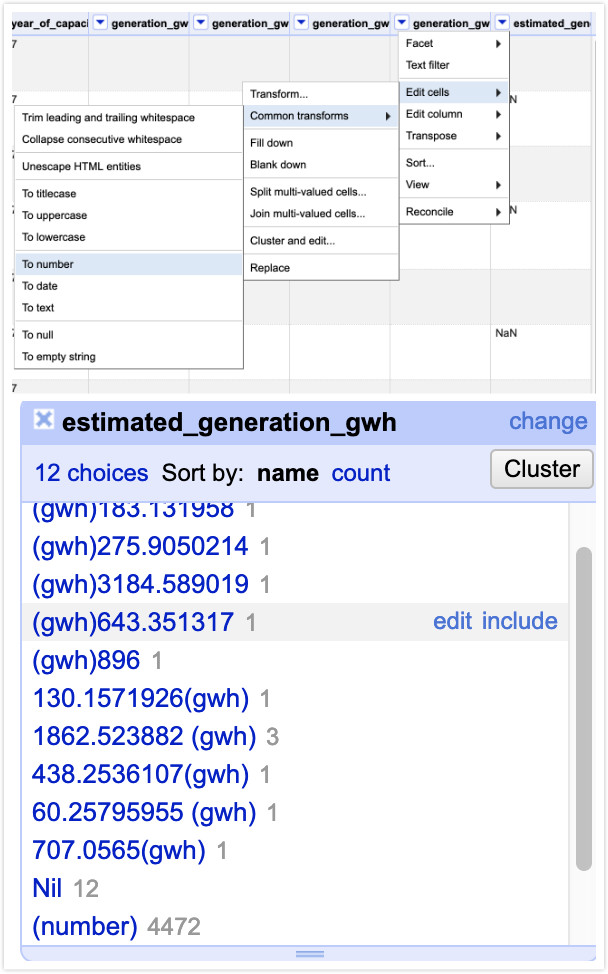 year_of_capaci generation_gw generation_gw generation_gw generation_gw estimated_gen
7
Facet
Text filter
Edit cells
Edit column
Transpose
Sort...
View
Reconcile
Transform...
Common transforms
Fill down
Blank down
Split multi-valued cells...
Join multi-valued cells...
Cluster and edit...
Replace
7
Trim leading and trailing whitespace
Collapse consecutive whitespace
Unescape HTML entities
To titlecase
To uppercase
To lowercase
To number
To date
To text
To null
To empty string
N
N
NaN
7
estimated_generation_gwh change
12 choices Sort by: name count Cluster
(gwh)183.131958 1
(gwh)275.9050214 1
(gwh)3184.589019 1
(gwh)643.351317 1 edit include
(gwh)896 1
130.1571926(gwh) 1
1862.523882 (gwh) 3
438.2536107(gwh) 1
60.25795955 (gwh) 1
707.0565(gwh) 1
Nil 12
(number) 4472